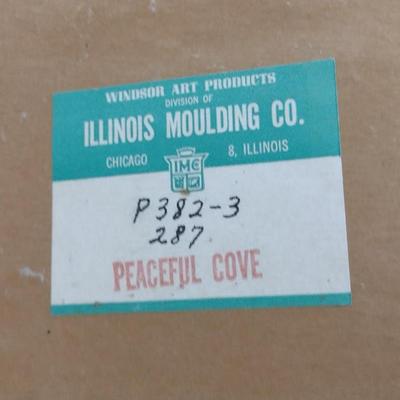 WINDSOR ART PRODUCTS
DIVISION OF
ILLINOIS MOULDING CO.
CHICAGO 8, ILLINOIS
IMC
P382-3
287
PEACEFUL COVE